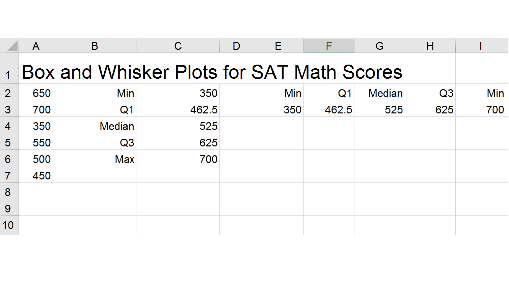 A B C D E F G H I
1 Box and Whisker Plots for SAT Math Scores
2 650 Min 350 Min Q1 Median Q3 Min
3 700 Q1 462.5 350 462.5 525 625 700
4 350 Median 525
5 550 Q3 625
6 500 Max 700
7 450
8
9
10